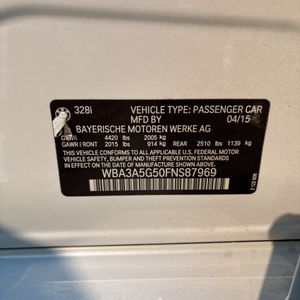 328i VEHICLE TYPE: PASSENGER CAR
MFD BY 04/15
BAYERISCHE MOTOREN WERKE AG
GVWR 4420 lbs 2005 kg
GAWR FRONT 2015 lbs 914 kg GAWR REAR 2510 lbs 1139 kg
THIS VEHICLE CONFORMS TO ALL APPLICABLE
FEDERAL MOTOR VEHICLE SAFETY, BUMPER,
AND THEFT PREVENTION STANDARDS IN EFFECT ON
THE DATE OF MANUFACTURE SHOWN ABOVE.
WBA3A5G50FNS87969